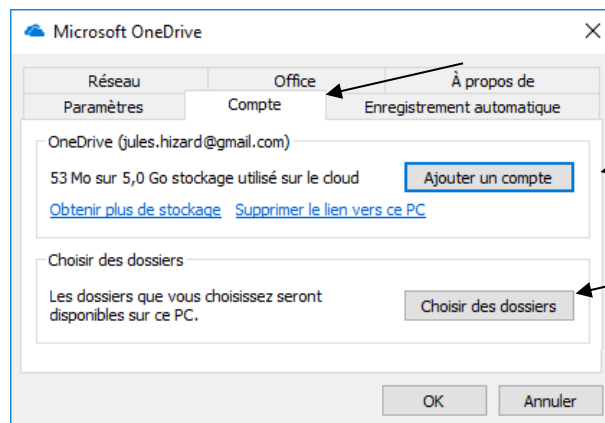 Microsoft OneDrive
Réseau
Office
À propos de
Paramètres
Compte
Enregistrement automatique
OneDrive (jules.hizard@gmail.com)
53 Mo sur 5,0 Go stockage utilisé sur le cloud
Ajouter un compte
Obtenir plus de stockage
Supprimer le lien vers ce PC
Choisir des dossiers
Les dossiers que vous choisissez seront
disponibles sur ce PC.
Choisir des dossiers
OK
Annuler